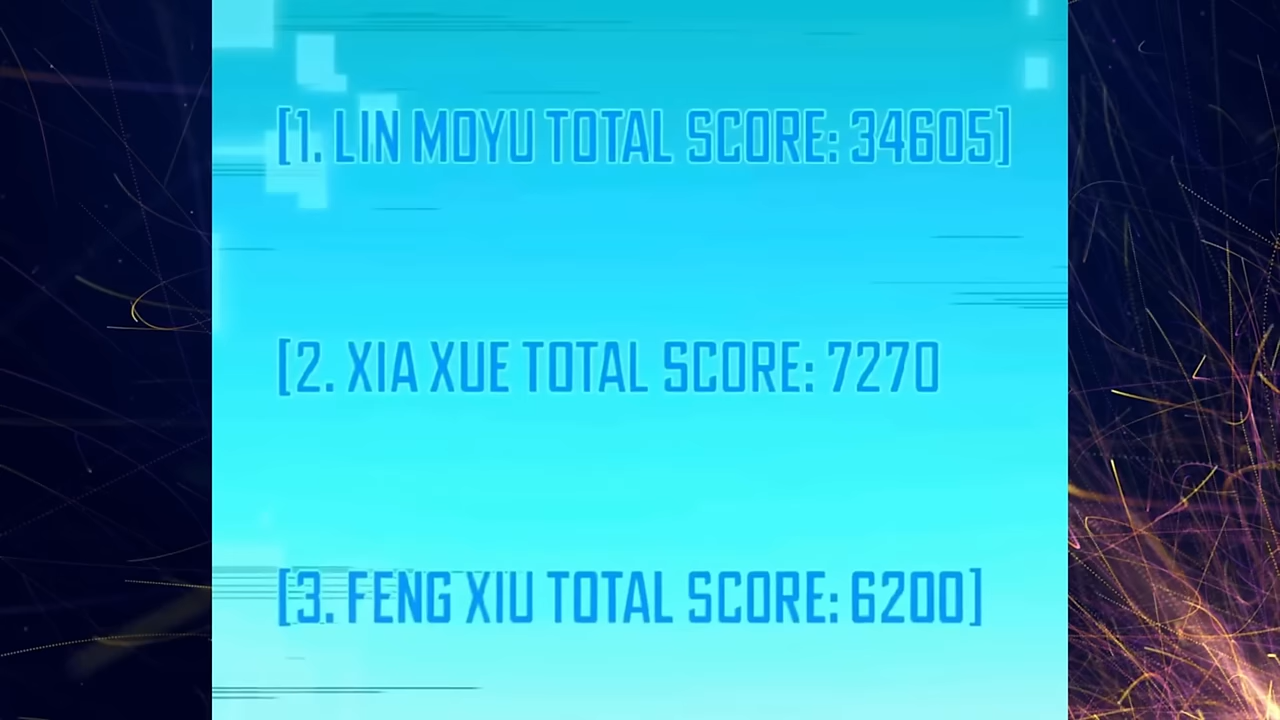 [1. LIN MOYU TOTAL SCORE: 34605]
[2. XIA XUE TOTAL SCORE: 7270
[3. FENG XIU TOTAL SCORE: 6200]